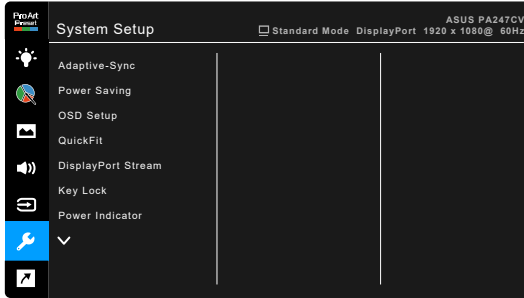 ProArt
Preset
System Setup
ASUS PA247CV
Standard Mode DisplayPort 1920 x 1080@ 60Hz
Adaptive-Sync
Power Saving
OSD Setup
QuickFit
DisplayPort Stream
Key Lock
Power Indicator